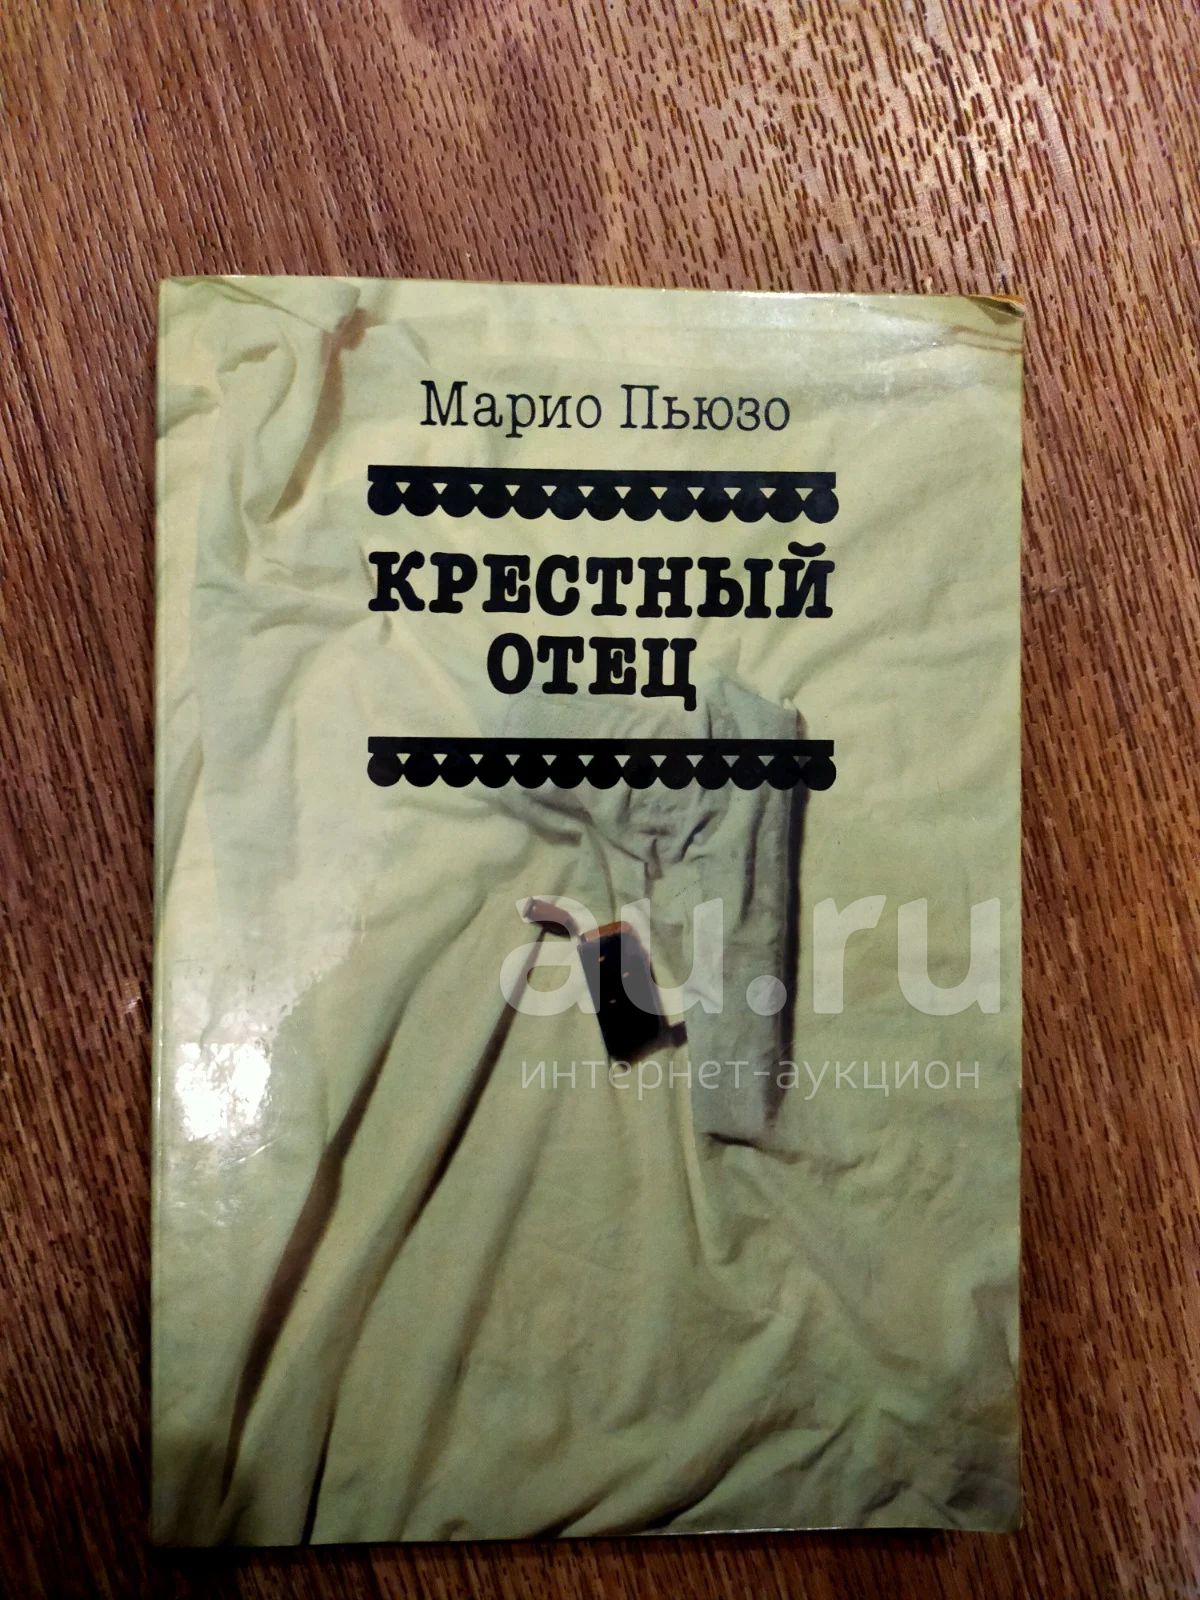 Марио Пьюзо
КРЕСТНЫЙ
ОТЕЦ
au.ru
интернет-аукцион